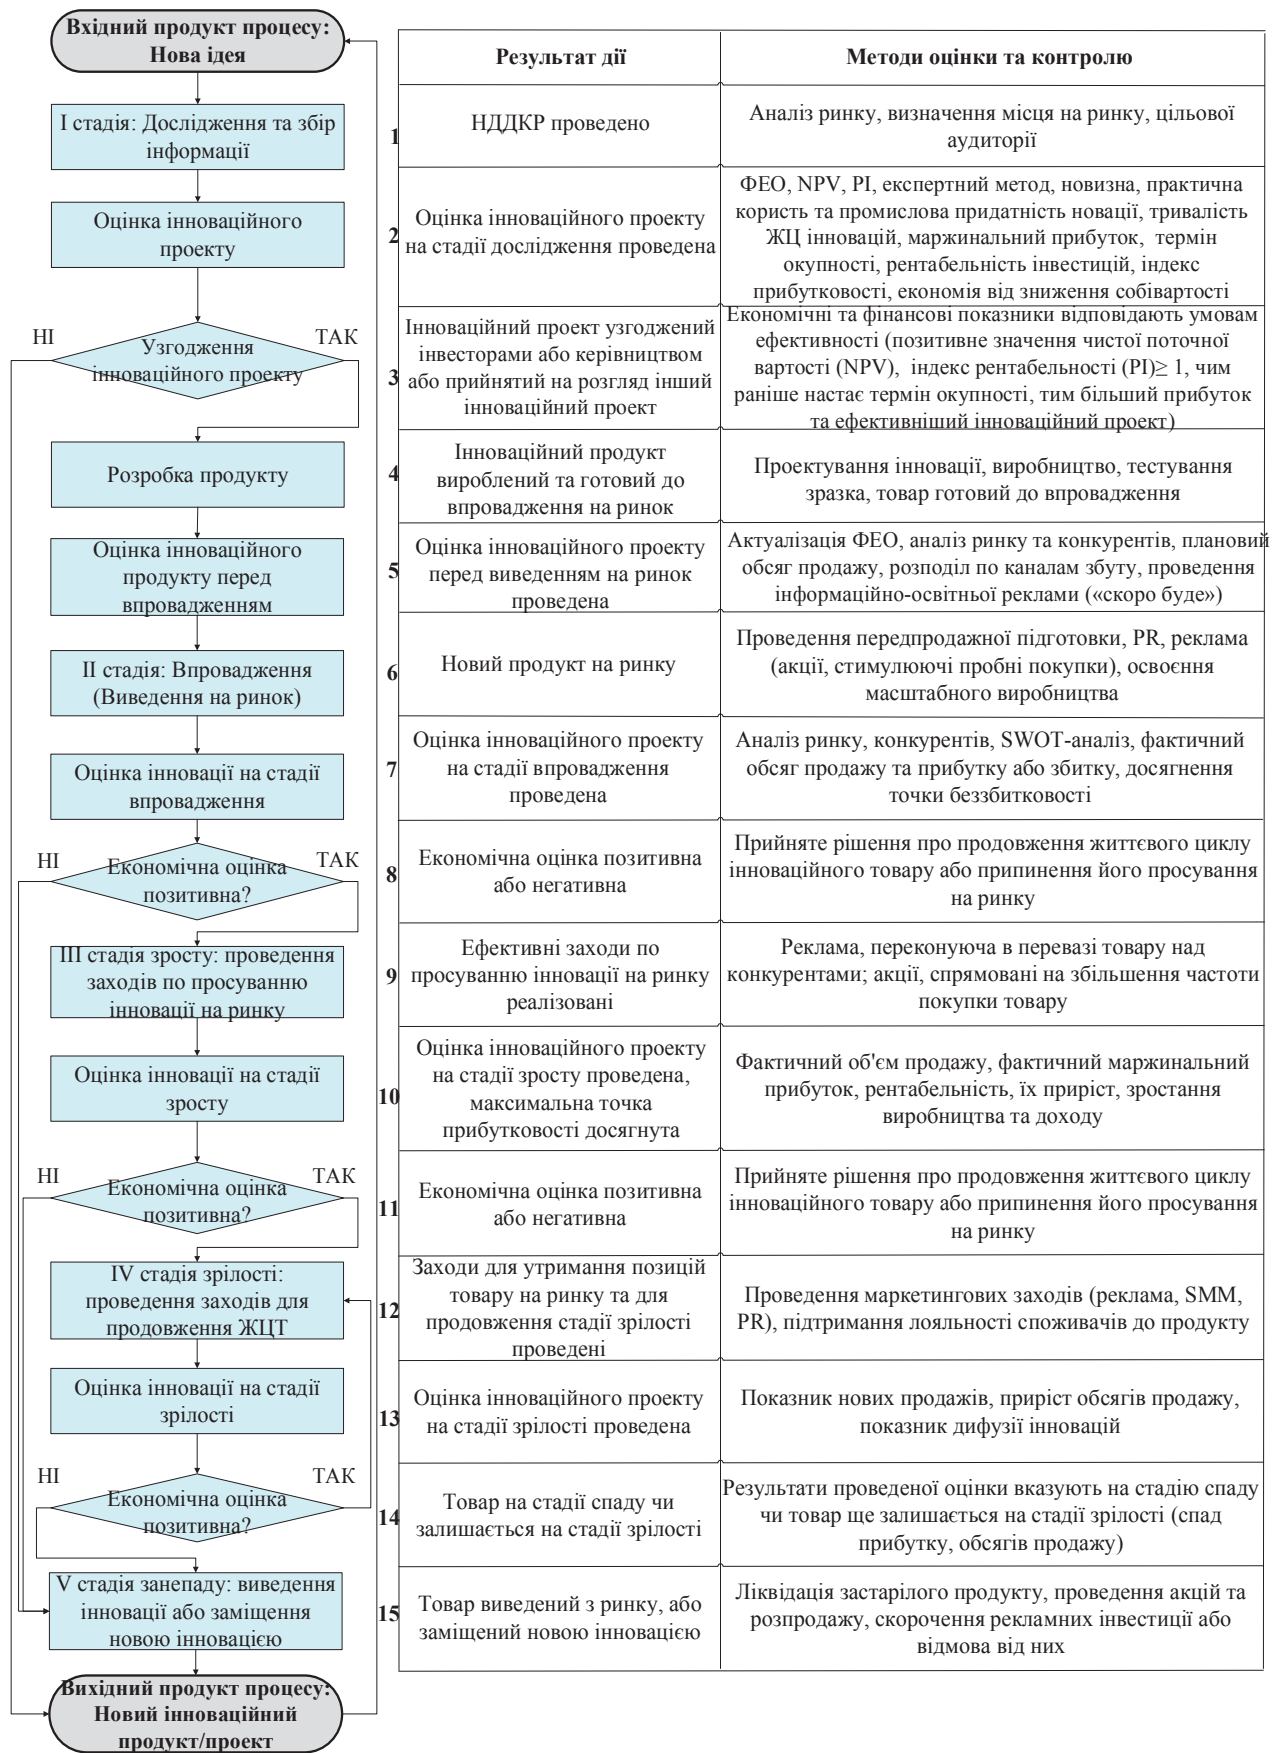 Вхідний продукт процесу:
Нова ідея
І стадія: Дослідження та збір
інформації
Оцінка інноваційного
проекту
НІ
ТАК
Узгодження
інноваційного проекту
Розробка продукту
Оцінка інноваційного
продукту перед
впровадженням
ІІ стадія: Впровадження
(Виведення на ринок)
Оцінка інновації на стадії
впровадження
НІ
ТАК
Економічна оцінка
позитивна?
ІІІ стадія зросту: проведення
заходів по просуванню
інновації на ринку
Оцінка інновації на стадії
зросту
НІ
ТАК
Економічна оцінка
позитивна?
IV стадія зрілості:
проведення заходів для
продовження ЖЦТ
Оцінка інновації на стадії
зрілості
НІ
ТАК
Економічна оцінка
позитивна?
V стадія занепаду: виведення
інновації або заміщення
новою інновацією
Вихідний продукт процесу:
Новий інноваційний
продукт/проект
Результат дії
Методи оцінки та контролю
1
НДДКР проведено
Аналіз ринку, визначення місця на ринку, цільової
аудиторії
2
Оцінка інноваційного проекту
на стадії дослідження проведена
ФЕО, NPV, PI, експертний метод, новизна, практична
користь та промислова придатність новації, тривалість
ЖЦ інновацій, маржинальний прибуток, термін
окупності, рентабельність інвестицій, індекс
прибутковості, економія від зниження собівартості
3
Інноваційний проект узгоджений
інвесторами або керівництвом
або прийнятий на розгляд інший
інноваційний проект
Економічні та фінансові показники відповідають умовам
ефективності (позитивне значення чистої поточної
вартості (NPV), індекс рентабельності (PI)≥ 1, чим
раніше настає термін окупності, тим більший прибуток
та ефективніший інноваційний проект)
4
Інноваційний продукт
вироблений та готовий до
впровадження на ринок
Проектування інновації, виробництво, тестування
зразка, товар готовий до впровадження
5
Оцінка інноваційного проекту
перед виведенням на ринок
проведена
Актуалізація ФЕО, аналіз ринку та конкурентів, плановий
обсяг продажу, розподіл по каналам збуту, проведення
інформаційно-освітньої реклами («скоро буде»)
6
Новий продукт на ринку
Проведення передпродажної підготовки, PR, реклама
(акції, стимулюючі пробні покупки), освоєння
масштабного виробництва
7
Оцінка інноваційного проекту
на стадії впровадження
проведена
Аналіз ринку, конкурентів, SWOT-аналіз, фактичний
обсяг продажу та прибутку або збитку, досягнення
точки беззбитковості
8
Економічна оцінка позитивна
або негативна
Прийняте рішення про продовження життєвого циклу
інноваційного товару або припинення його просування
на ринку
9
Ефективні заходи по
просуванню інновації на ринку
реалізовані
Реклама, переконуюча в перевазі товару над
конкурентами; акції, спрямовані на збільшення частоти
покупки товару
10
Оцінка інноваційного проекту
на стадії зросту проведена,
максимальна точка
прибутковості досягнута
Фактичний об'єм продажу, фактичний маржинальний
прибуток, рентабельність, їх приріст, зростання
виробництва та доходу
11
Економічна оцінка позитивна
або негативна
Прийняте рішення про продовження життєвого циклу
інноваційного товару або припинення його просування
на ринку
12
Заходи для утримання позицій
товару на ринку та для
продовження стадії зрілості
проведені
Проведення маркетингових заходів (реклама, SMM,
PR), підтримання лояльності споживачів до продукту
13
Оцінка інноваційного проекту
на стадії зрілості проведена
Показник нових продажів, приріст обсягів продажу,
показник дифузії інновацій
14
Товар на стадії спаду чи
залишається на стадії зрілості
Результати проведеної оцінки вказують на стадію спаду
чи товар ще залишається на стадії зрілості (спад
прибутку, обсягів продажу)
15
Товар виведений з ринку, або
заміщений новою інновацією
Ліквідація застарілого продукту, проведення акцій та
розпродажу, скорочення рекламних інвестиції або
відмова від них